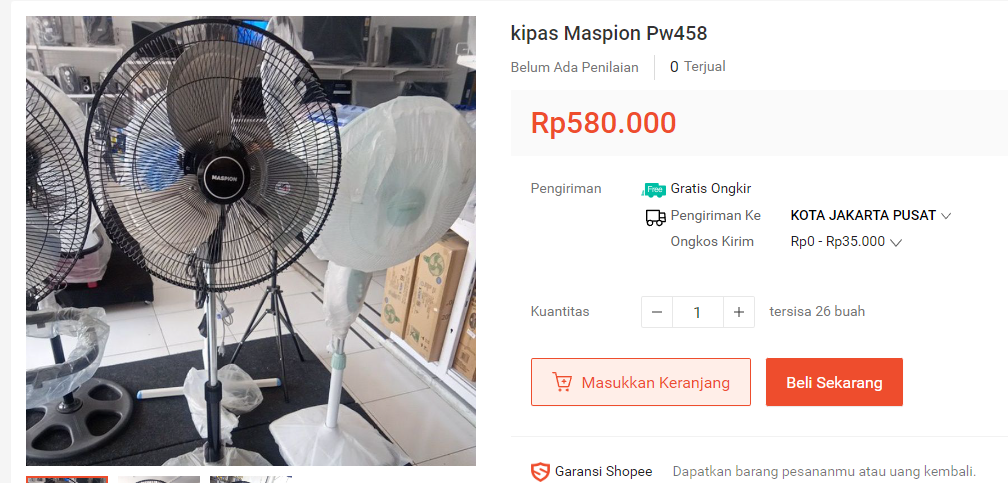 MASPION
kipas Maspion Pw458
Belum Ada Penilaian 0 Terjual
Rp580.000
Pengiriman Free Gratis Ongkir
Pengiriman Ke KOTA JAKARTA PUSAT
Ongkos Kirim Rp0 - Rp35.000
Kuantitas 1 tersisa 26 buah
Masukkan Keranjang Beli Sekarang
Garansi Shopee Dapatkan barang pesananmu atau uang kembali.